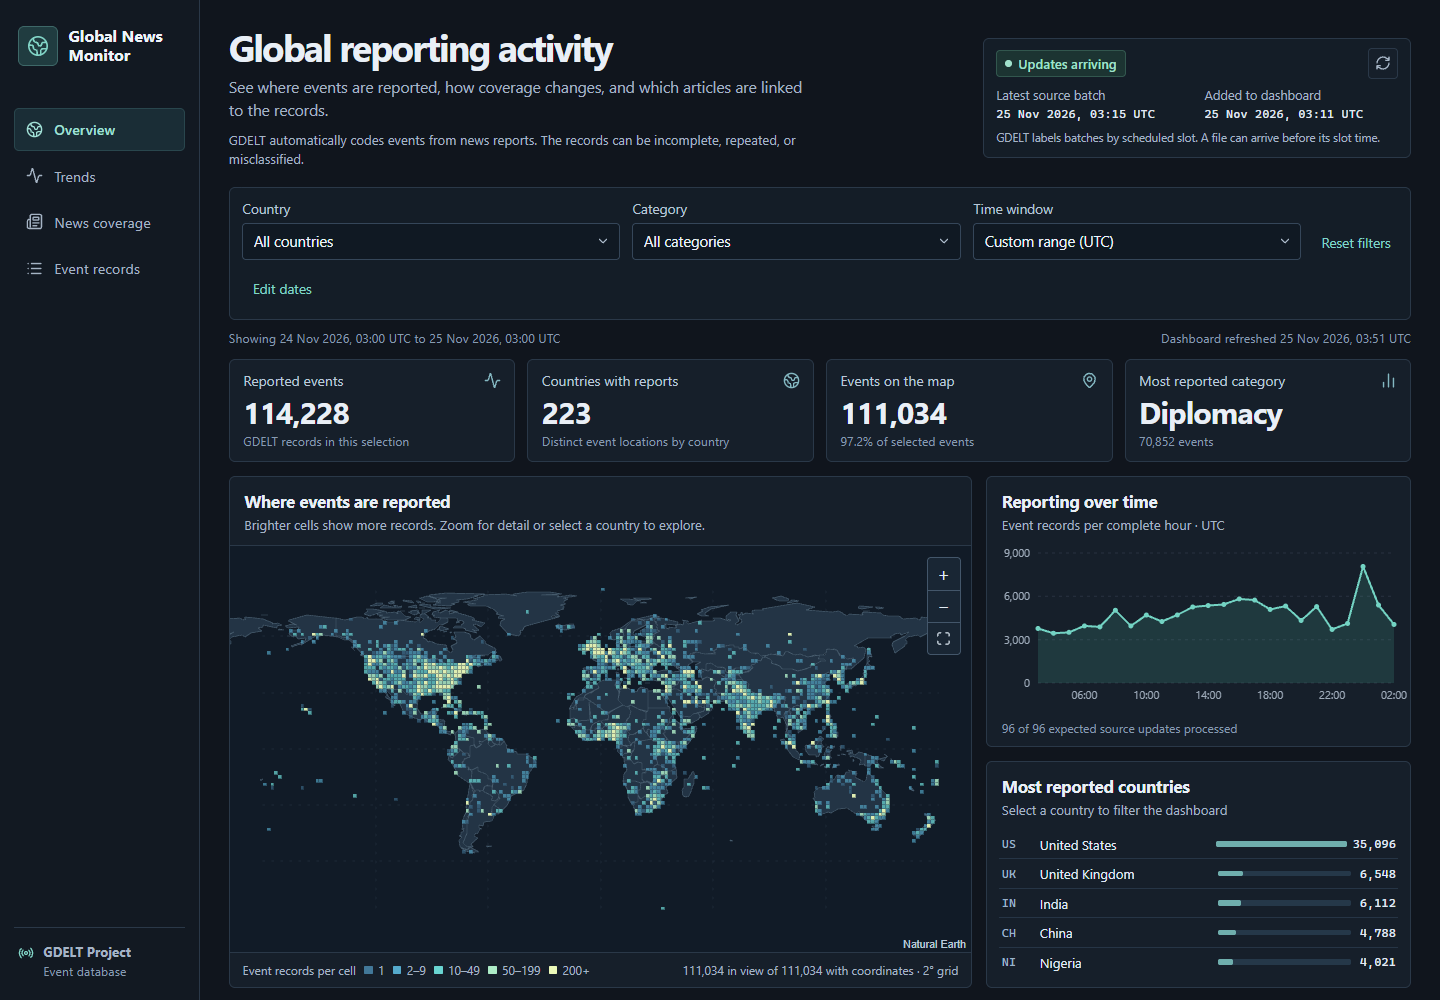 Global News
Monitor
Overview
Trends
News coverage
Event records
GDELT Project
Event database
Global reporting activity
See where events are reported, how coverage changes, and which articles are linked
to the records.
GDELT automatically codes events from news reports. The records can be incomplete, repeated, or
misclassified.
Updates arriving
Latest source batch
25 Nov 2026, 03:15 UTC
Added to dashboard
25 Nov 2026, 03:11 UTC
GDELT labels batches by scheduled slot. A file can arrive before its slot time.
Country
All countries
Category
All categories
Time window
Custom range (UTC)
Reset filters
Edit dates
Showing 24 Nov 2026, 03:00 UTC to 25 Nov 2026, 03:00 UTC
Dashboard refreshed 25 Nov 2026, 03:51 UTC
Reported events
114,228
GDELT records in this selection
Countries with reports
223
Distinct event locations by country
Events on the map
111,034
97.2% of selected events
Most reported category
Diplomacy
70,852 events
Where events are reported
Brighter cells show more records. Zoom for detail or select a country to explore.
+
−
Natural Earth
Event records per cell 1 2–9 10–49 50–199 200+
111,034 in view of 111,034 with coordinates · 2° grid
Reporting over time
Event records per complete hour · UTC
9,000
6,000
3,000
0
06:00 10:00 14:00 18:00 22:00 02:00
96 of 96 expected source updates processed
Most reported countries
Select a country to filter the dashboard
US United States 35,096
UK United Kingdom 6,548
IN India 6,112
CH China 4,788
NI Nigeria 4,021